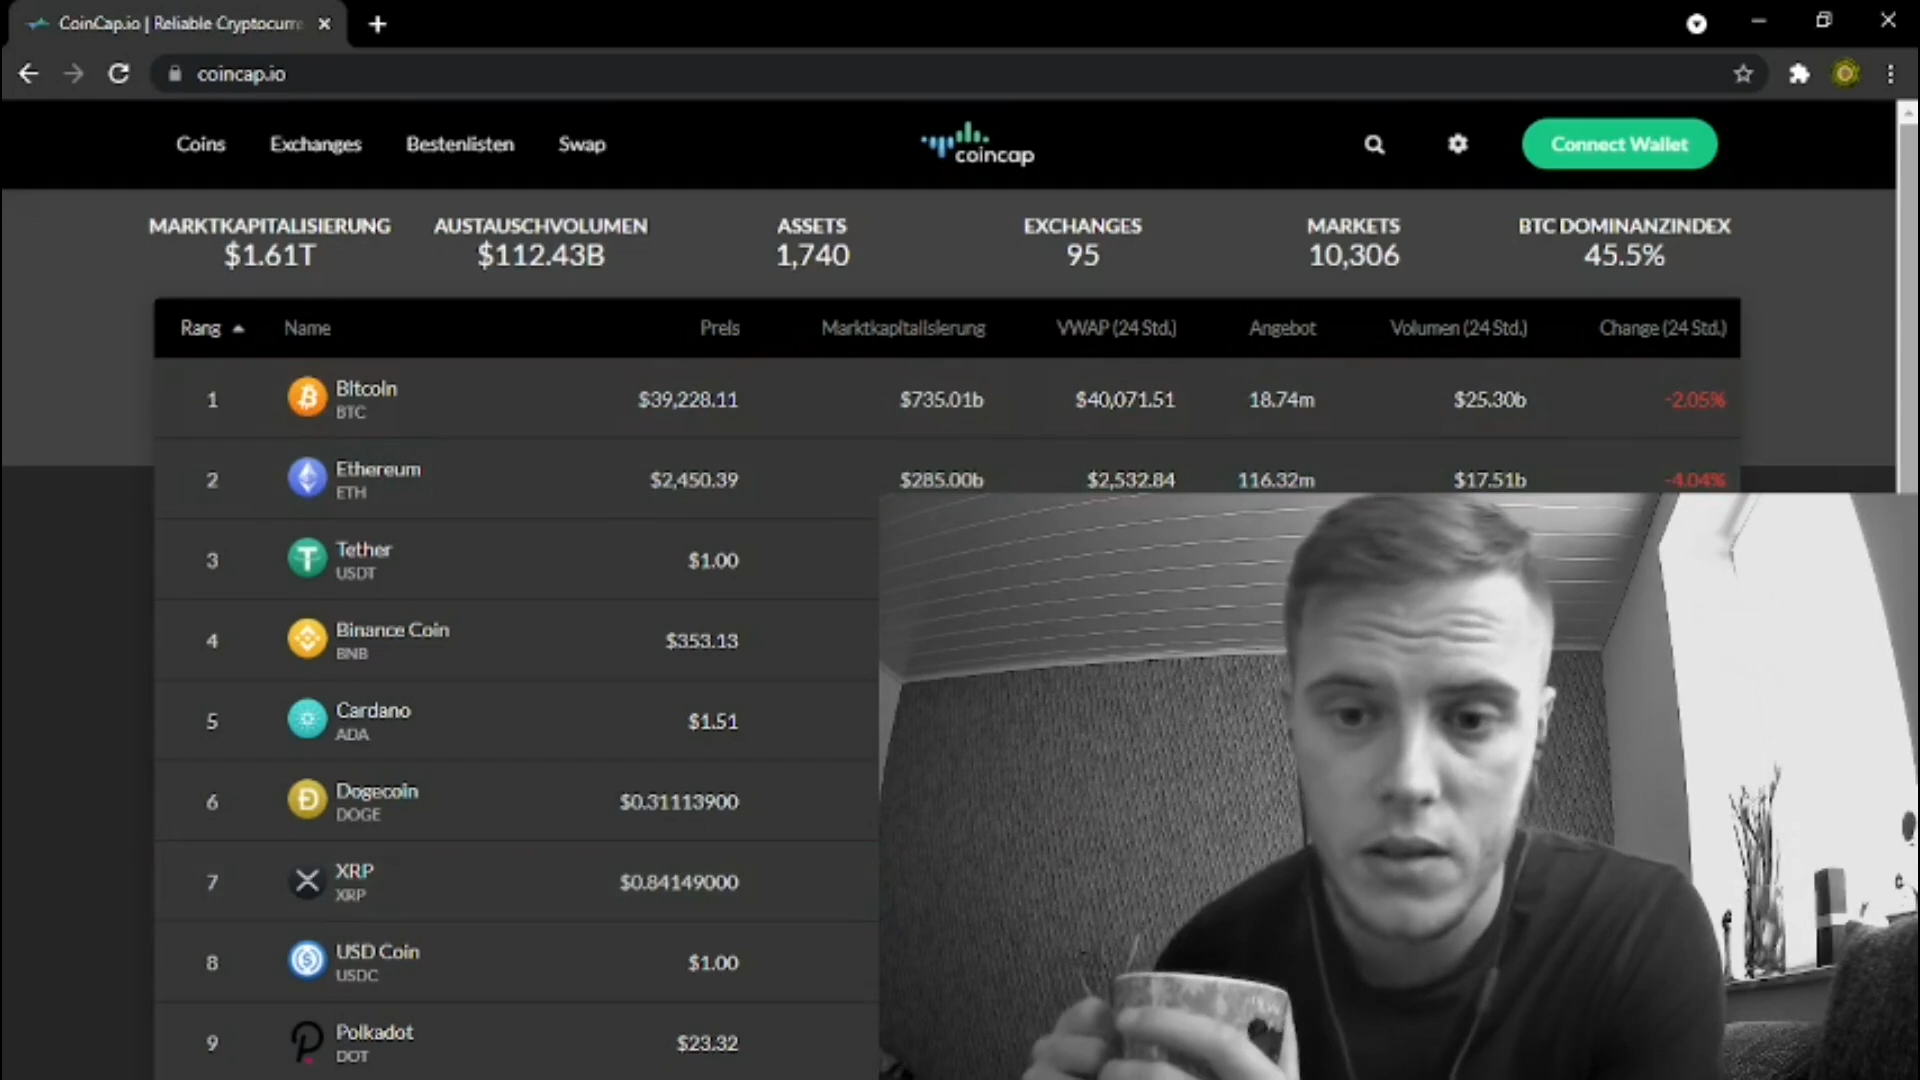 CoinCap.io | Reliable Cryptocurre
coincap.io
Coins Exchanges Bestenlisten Swap coincap Connect Wallet
MARKTKAPITALISIERUNG AUSTAUSCHVOLUMEN ASSETS EXCHANGES MARKETS BTC DOMINANZINDEX
$1.61T $112.43B 1,740 95 10,306 45.5%
Rang Name Preis Marktkapitalisierung VWAP (24 Std.) Angebot Volumen (24 Std.) Change (24 Std.)
1 Bitcoin $39,228.11 $735.01b $40,071.51 18.74m $25.30b -2.05%
BTC
2 Ethereum $2,450.39 $285.00b $2,532.84 116.32m $17.51b -4.04%
ETH
3 Tether $1.00
USDT
4 Binance Coin $353.13
BNB
5 Cardano $1.51
ADA
6 Dogecoin $0.31113900
DOGE
7 XRP $0.84149000
XRP
8 USD Coin $1.00
USDC
9 Polkadot $23.32
DOT